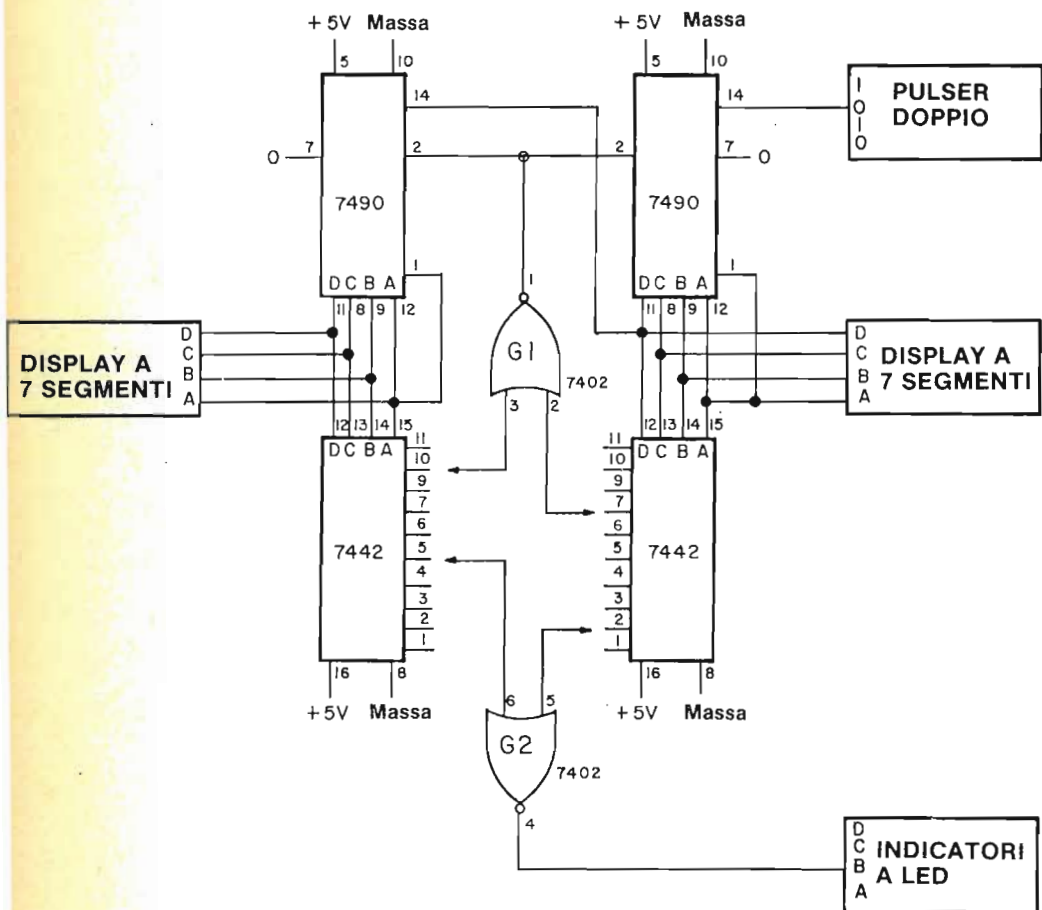 + 5V Massa
+ 5V Massa
5 10
5 10
14
14
1
0
1
0
PULSER
DOPPIO
0 7
2
2
7 0
7490
7490
1
1
1
D C B A
D C B A
11 8 9 12
11 8 9 12
D
C
B
A
DISPLAY A
7 SEGMENTI
G1
7402
3 2
D
C
B
A
DISPLAY A
7 SEGMENTI
12 13 14 15
12 13 14 15
D C B A
D C B A
11
10
9
7
6
5
4
3
2
1
7442
11
10
9
7
6
5
4
3
2
1
7442
16 8
16 8
+ 5V Massa
+ 5V Massa
6 5
G2
7402
4
D
C
B
A
INDICATORI
A LED